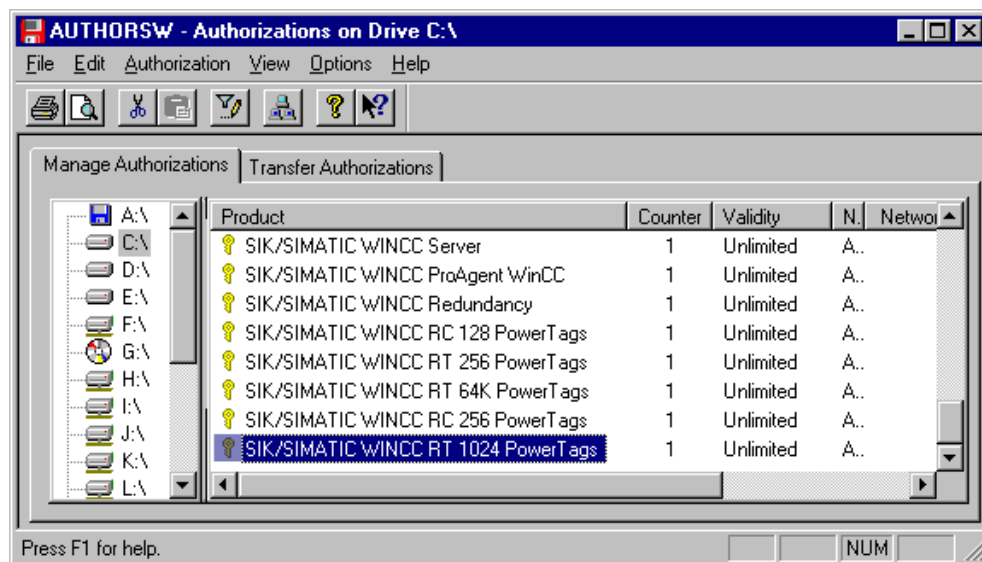 AUTHORSW - Authorizations on Drive C:\
File Edit Authorization View Options Help
Manage Authorizations Transfer Authorizations
A:\
C:\
D:\
E:\
F:\
G:\
H:\
I:\
J:\
K:\
L:\
Product Counter Validity N. Networ
SIK/SIMATIC WINCC Server 1 Unlimited A..
SIK/SIMATIC WINCC ProAgent WinCC 1 Unlimited A..
SIK/SIMATIC WINCC Redundancy 1 Unlimited A..
SIK/SIMATIC WINCC RC 128 PowerTags 1 Unlimited A..
SIK/SIMATIC WINCC RT 256 PowerTags 1 Unlimited A..
SIK/SIMATIC WINCC RT 64K PowerTags 1 Unlimited A..
SIK/SIMATIC WINCC RC 256 PowerTags 1 Unlimited A..
SIK/SIMATIC WINCC RT 1024 PowerTags 1 Unlimited A..
Press F1 for help. NUM